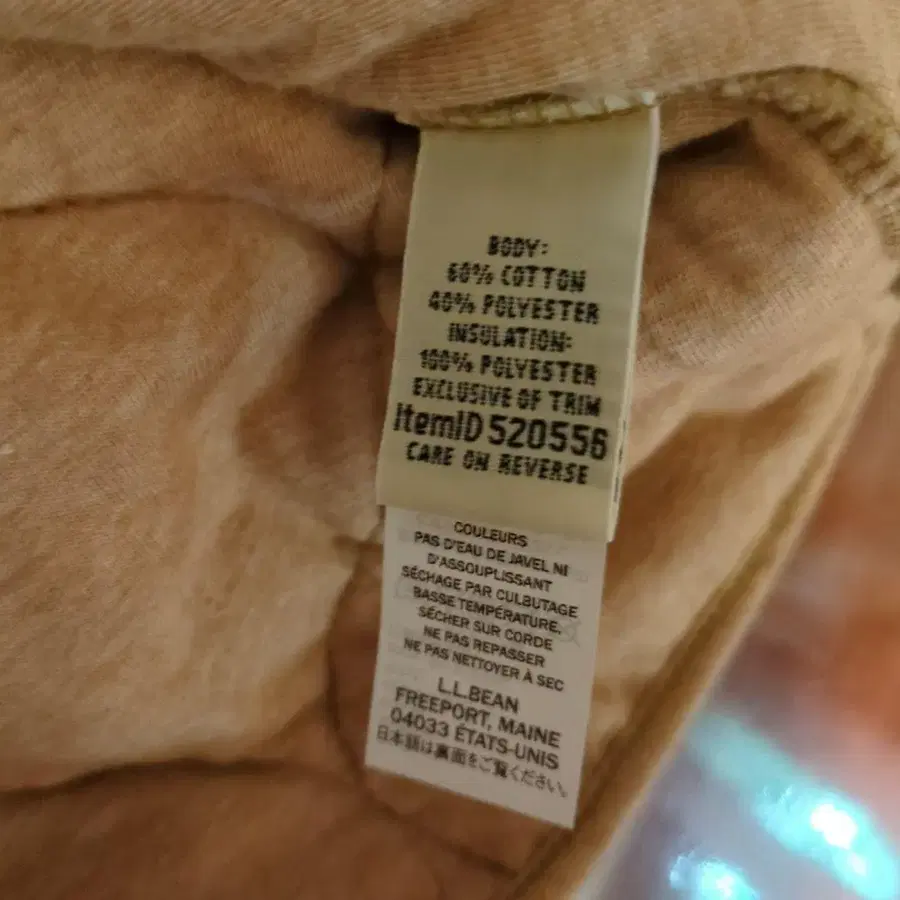 BODY:
60% COTTON
40% POLYESTER
INSULATION:
100% POLYESTER
EXCLUSIVE OF TRIM
ItemID 520556
CARE ON REVERSE
COULEURS
PAS D'EAU DE JAVEL NI
D'ASSOUPLISSANT
SÉCHAGE PAR CULBUTAGE
BASSE TEMPÉRATURE,
SÉCHER SUR CORDE
NE PAS REPASSER
NE PAS NETTOYER À SEC
L.L.BEAN
FREEPORT, MAINE
04033 ÉTATS-UNIS
日本語は裏面をご覧ください。